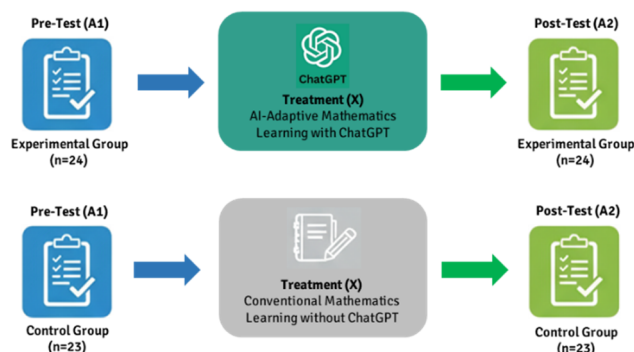 Pre-Test (A1)
Post-Test (A2)
ChatGPT
Treatment (X)
AI-Adaptive Mathematics
Learning with ChatGPT
Experimental Group
(n=24)
Experimental Group
(n=24)
Pre-Test (A1)
Post-Test (A2)
Treatment (X)
Conventional Mathematics
Learning without ChatGPT
Control Group
(n=23)
Control Group
(n=23)